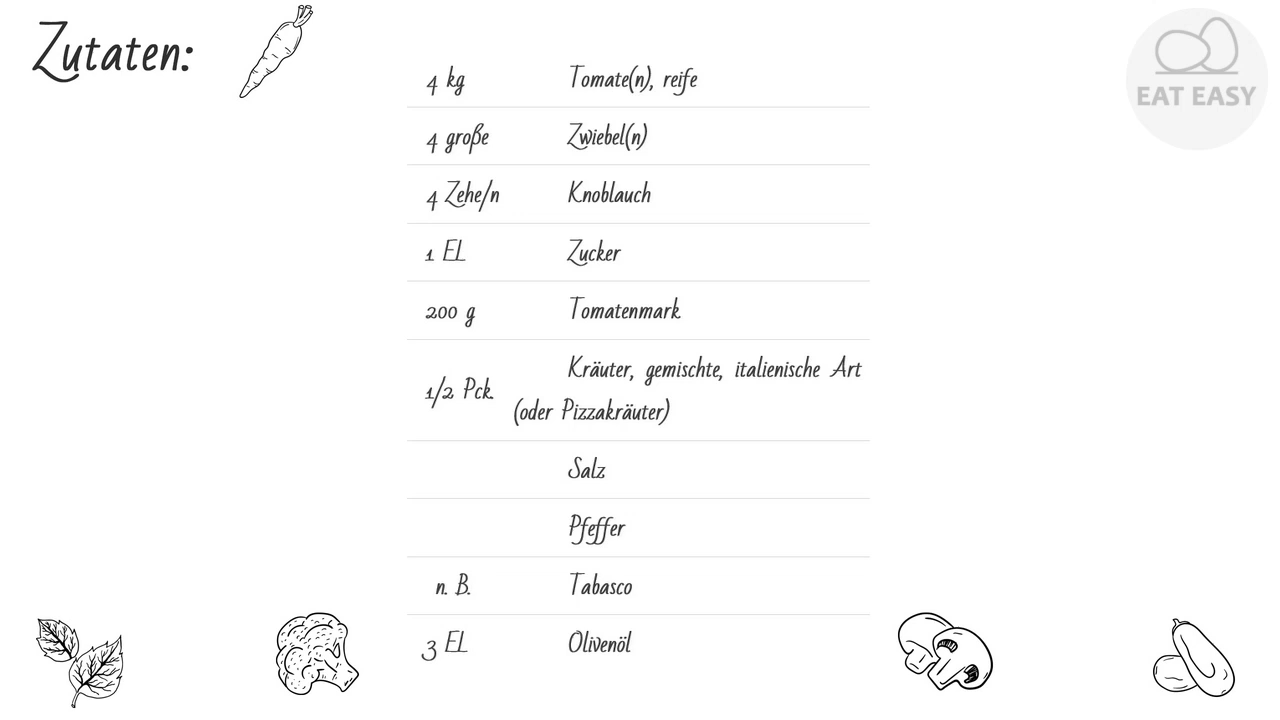 Zutaten:
EAT EASY
4 kg Tomate(n), reife
4 große Zwiebel(n)
4 Zehe/n Knoblauch
1 EL Zucker
200 g Tomatenmark
1/2 Pck. Kräuter, gemischte, italienische Art
(oder Pizzakräuter)
Salz
Pfeffer
n. B. Tabasco
3 EL Olivenöl